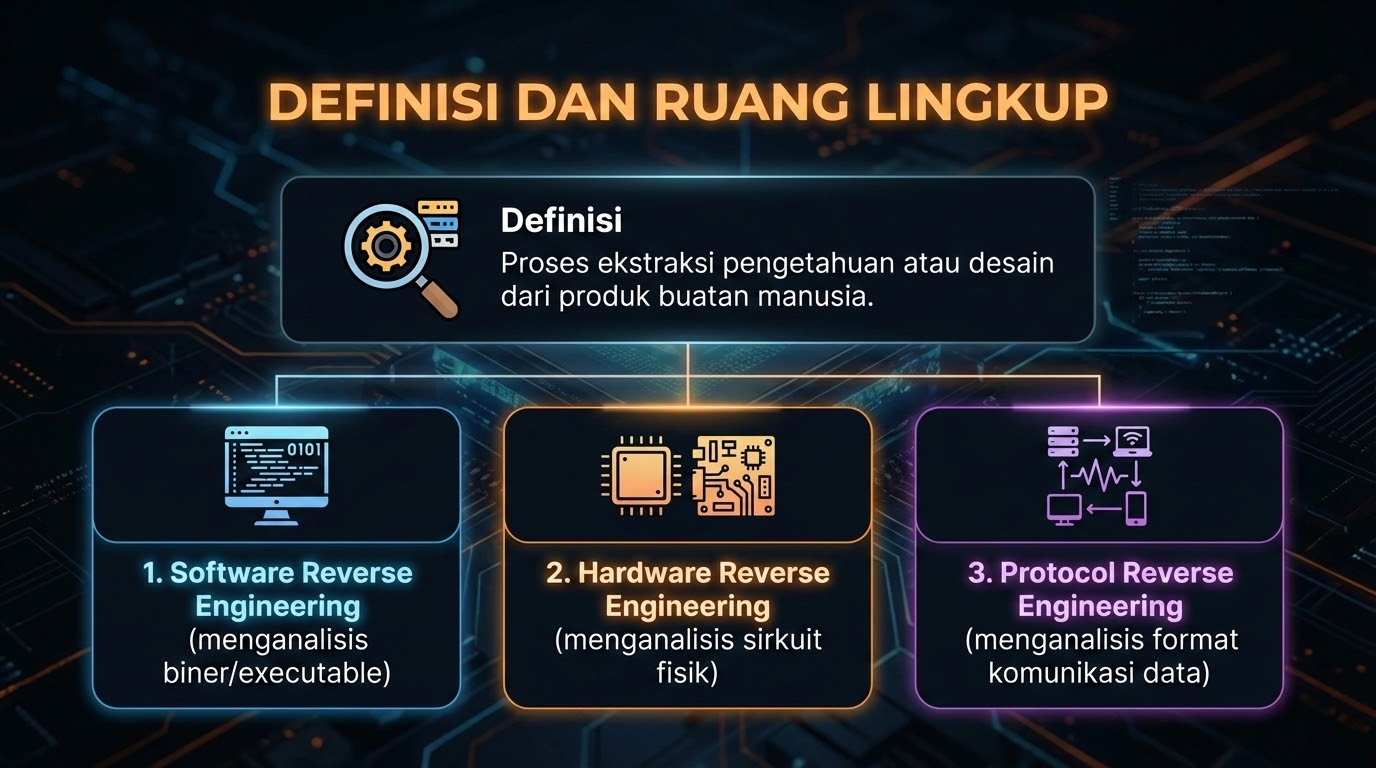 DEFINISI DAN RUANG LINGKUP
Definisi
Proses ekstraksi pengetahuan atau desain
dari produk buatan manusia.
0101
1. Software Reverse
Engineering
(menganalisis
biner/executable)
2. Hardware Reverse
Engineering
(menganalisis sirkuit
fisik)
3. Protocol Reverse
Engineering
(menganalisis format
komunikasi data)